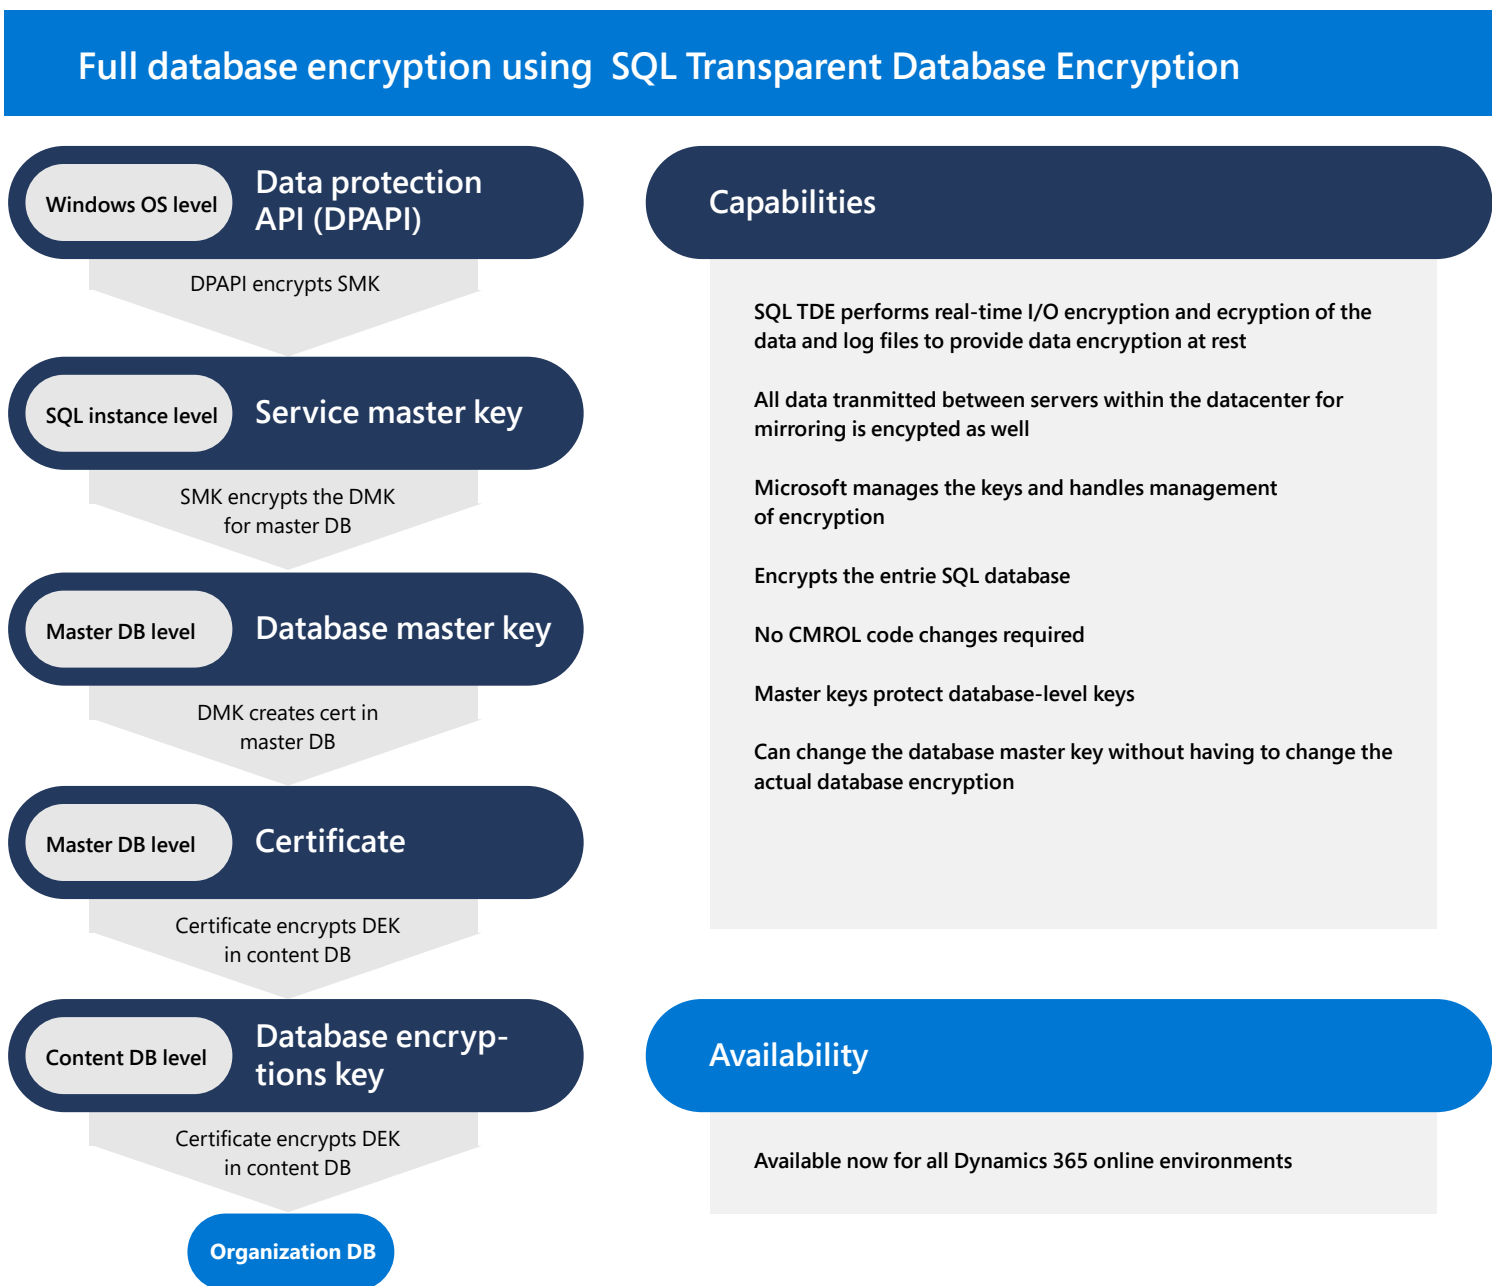 Full database encryption using SQL Transparent Database Encryption
Windows OS level
Data protection
API (DPAPI)
DPAPI encrypts SMK
SQL instance level
Service master key
SMK encrypts the DMK
for master DB
Master DB level
Database master key
DMK creates cert in
master DB
Master DB level
Certificate
Certificate encrypts DEK
in content DB
Content DB level
Database encryp-
tions key
Certificate encrypts DEK
in content DB
Organization DB
Capabilities
SQL TDE performs real-time I/O encryption and ecryption of the
data and log files to provide data encryption at rest
All data tranmitted between servers within the datacenter for
mirroring is encypted as well
Microsoft manages the keys and handles management
of encryption
Encrypts the entrie SQL database
No CMROL code changes required
Master keys protect database-level keys
Can change the database master key without having to change the
actual database encryption
Availability
Available now for all Dynamics 365 online environments